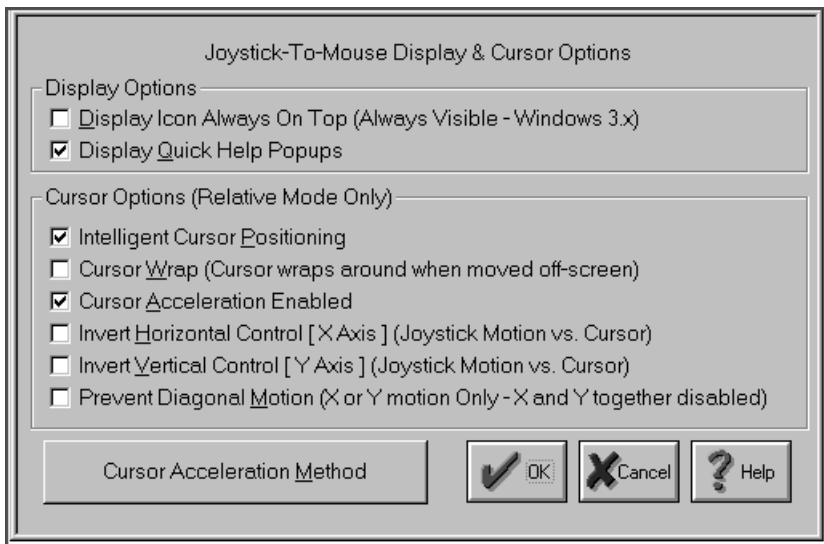 Joystick-To-Mouse Display & Cursor Options
Display Options
Display Icon Always On Top (Always Visible - Windows 3.x)
Display Quick Help Popups
Cursor Options (Relative Mode Only)
Intelligent Cursor Positioning
Cursor Wrap (Cursor wraps around when moved off-screen)
Cursor Acceleration Enabled
Invert Horizontal Control [ X Axis ] (Joystick Motion vs. Cursor)
Invert Vertical Control [ Y Axis ] (Joystick Motion vs. Cursor)
Prevent Diagonal Motion (X or Y motion Only - X and Y together disabled)
Cursor Acceleration Method
OK
Cancel
Help